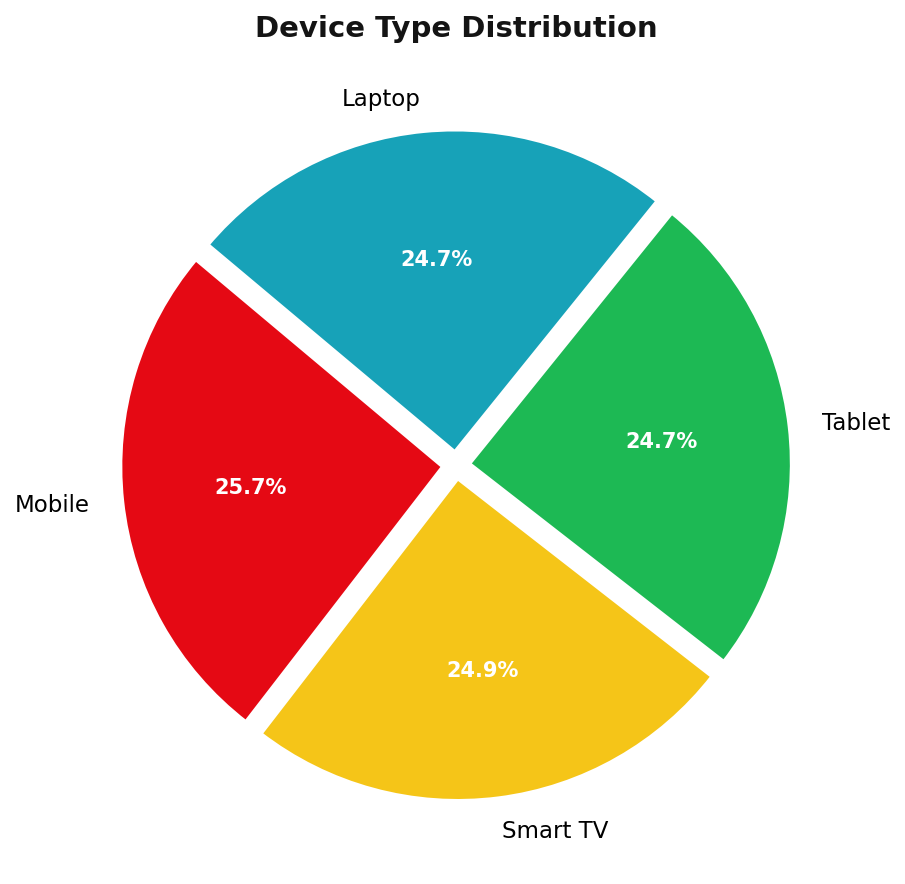 Device Type Distribution
Laptop
24.7%
Tablet
24.7%
Mobile
25.7%
24.9%
Smart TV